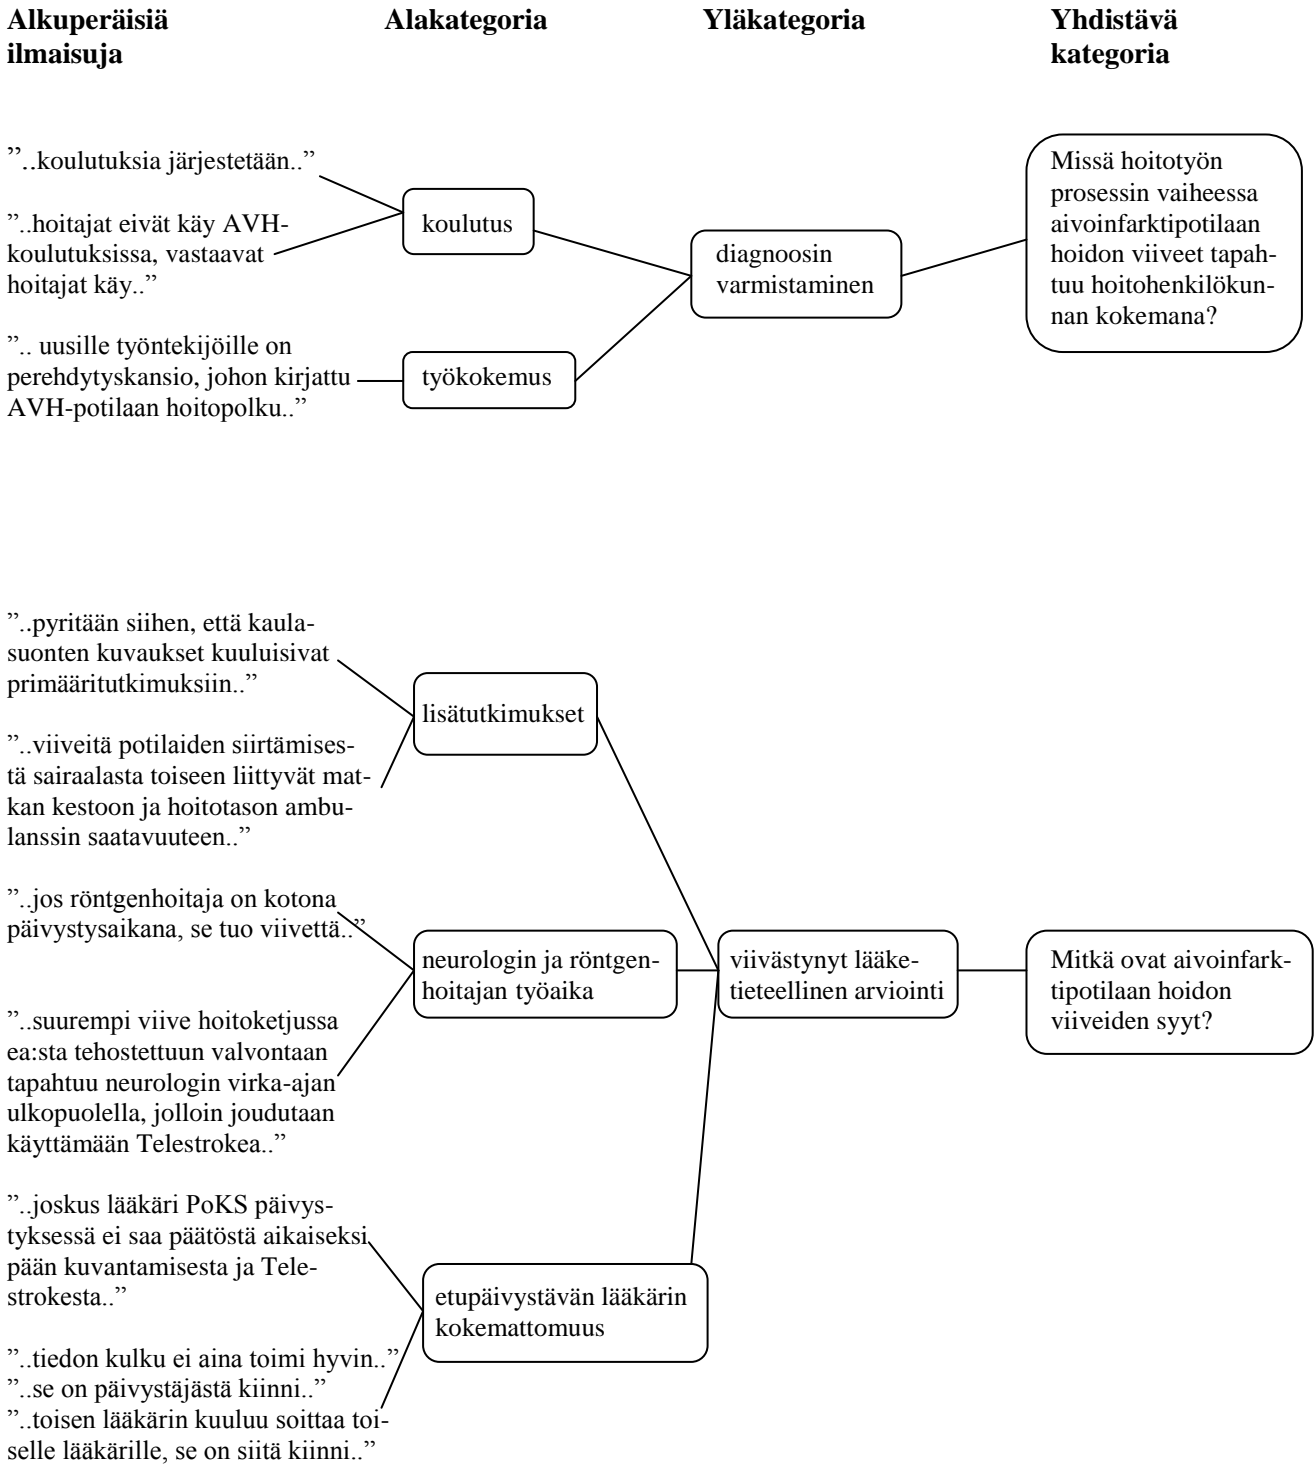 Alkuperäisiä
ilmaisuja
Alakategoria
Yläkategoria
Yhdistävä
kategoria
”..koulutuksia järjestetään..”
”..hoitajat eivät käy AVH-
koulutuksissa, vastaavat
hoitajat käy..”
”.. uusille työntekijöille on
perehdytyskansio, johon kirjattu
AVH-potilaan hoitopolku..”
koulutus
työkokemus
diagnoosin
varmistaminen
Missä hoitotyön
prosessin vaiheessa
aivoinfarktipotilaan
hoidon viiveet tapah-
tuu hoitohenkilökun-
nan kokemana?
”..pyritään siihen, että kaula-
suonten kuvaukset kuuluisivat
primääritutkimuksiin..”
”..viiveitä potilaiden siirtämises-
tä sairaalasta toiseen liittyvät mat-
kan kestoon ja hoitotason ambu-
lanssin saatavuuteen..”
”..jos röntgenhoitaja on kotona
päivystysaikana, se tuo viivettä..”
”..suurempi viive hoitoketjussa
ea:sta tehostettuun valvontaan
tapahtuu neurologin virka-ajan
ulkopuolella, jolloin joudutaan
käyttämään Telestrokea..”
”..joskus lääkäri PoKS päivys-
tyksessä ei saa päätöstä aikaiseksi
pään kuvantamisesta ja Tele-
strokesta..”
”..tiedon kulku ei aina toimi hyvin..”
”..se on päivystäjästä kiinni..”
”..toisen lääkärin kuuluu soittaa toi-
selle lääkärille, se on siitä kiinni..”
lisätutkimukset
neurologin ja röntgen-
hoitajan työaika
etupäivystävän lääkärin
kokemattomuus
viivästynyt lääke-
tieteellinen arviointi
Mitkä ovat aivoinfark-
tipotilaan hoidon
viiveiden syyt?